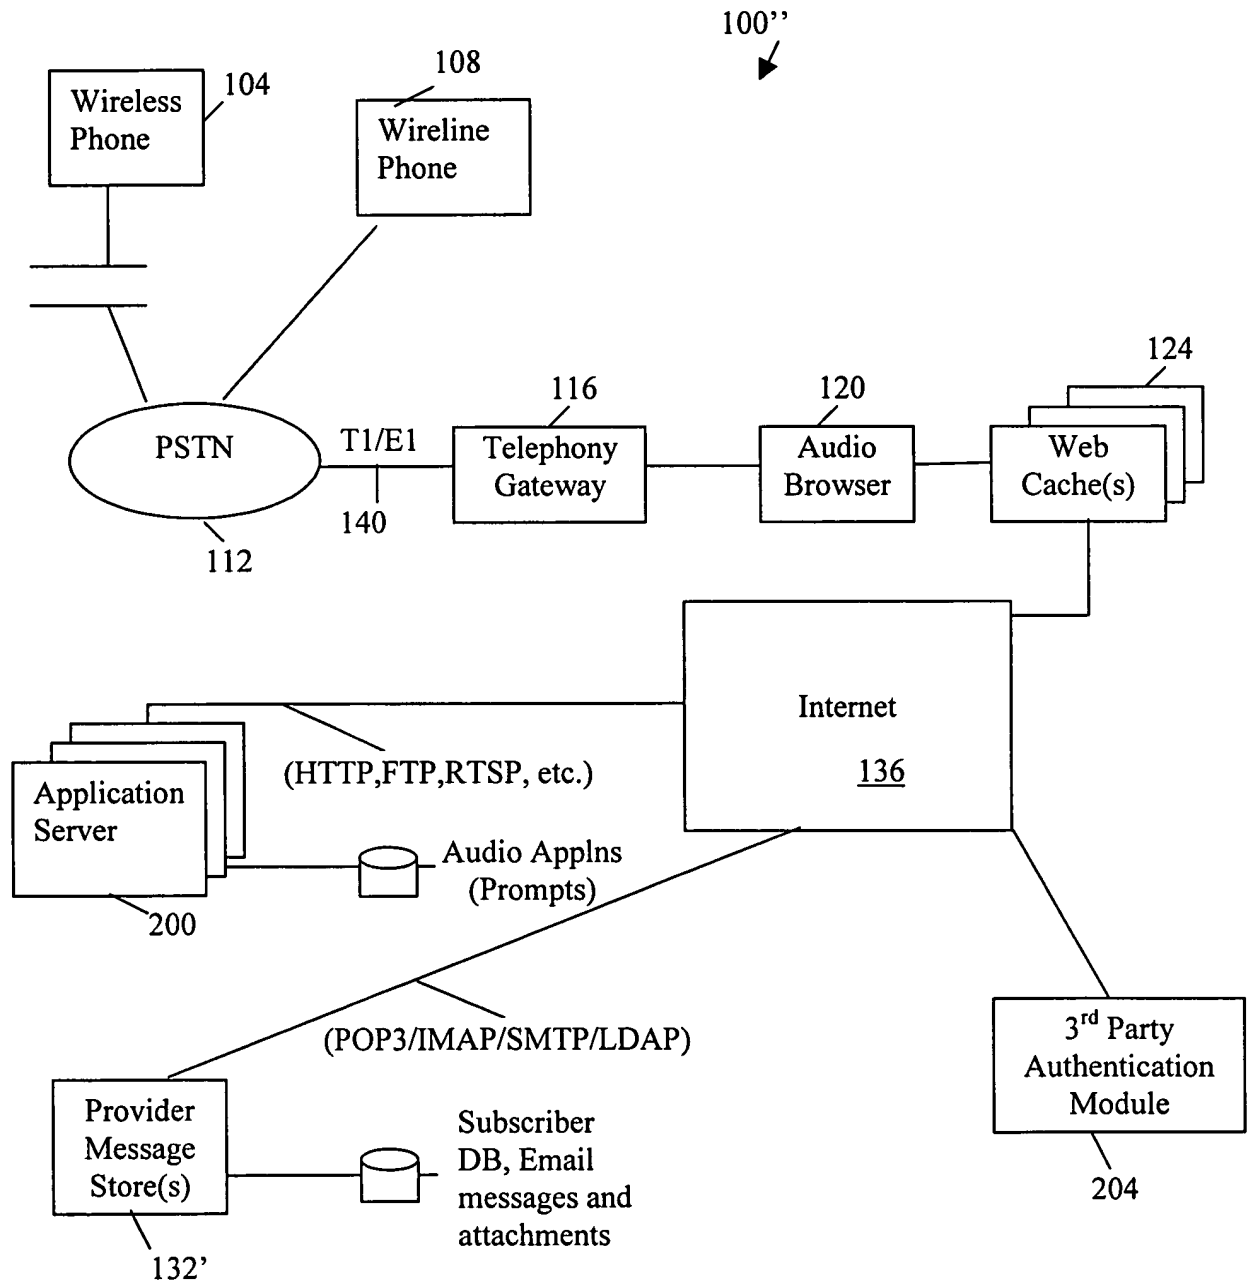 100’’
Wireless
Phone
104
108
Wireline
Phone
124
PSTN
T1/E1
140
112
116
Telephony
Gateway
120
Audio
Browser
Web
Cache(s)
Internet
136
(HTTP,FTP,RTSP, etc.)
Application
Server
200
Audio Applns
(Prompts)
(POP3/IMAP/SMTP/LDAP)
Provider
Message
Store(s)
132’
Subscriber
DB, Email
messages and
attachments
3rd Party
Authentication
Module
204